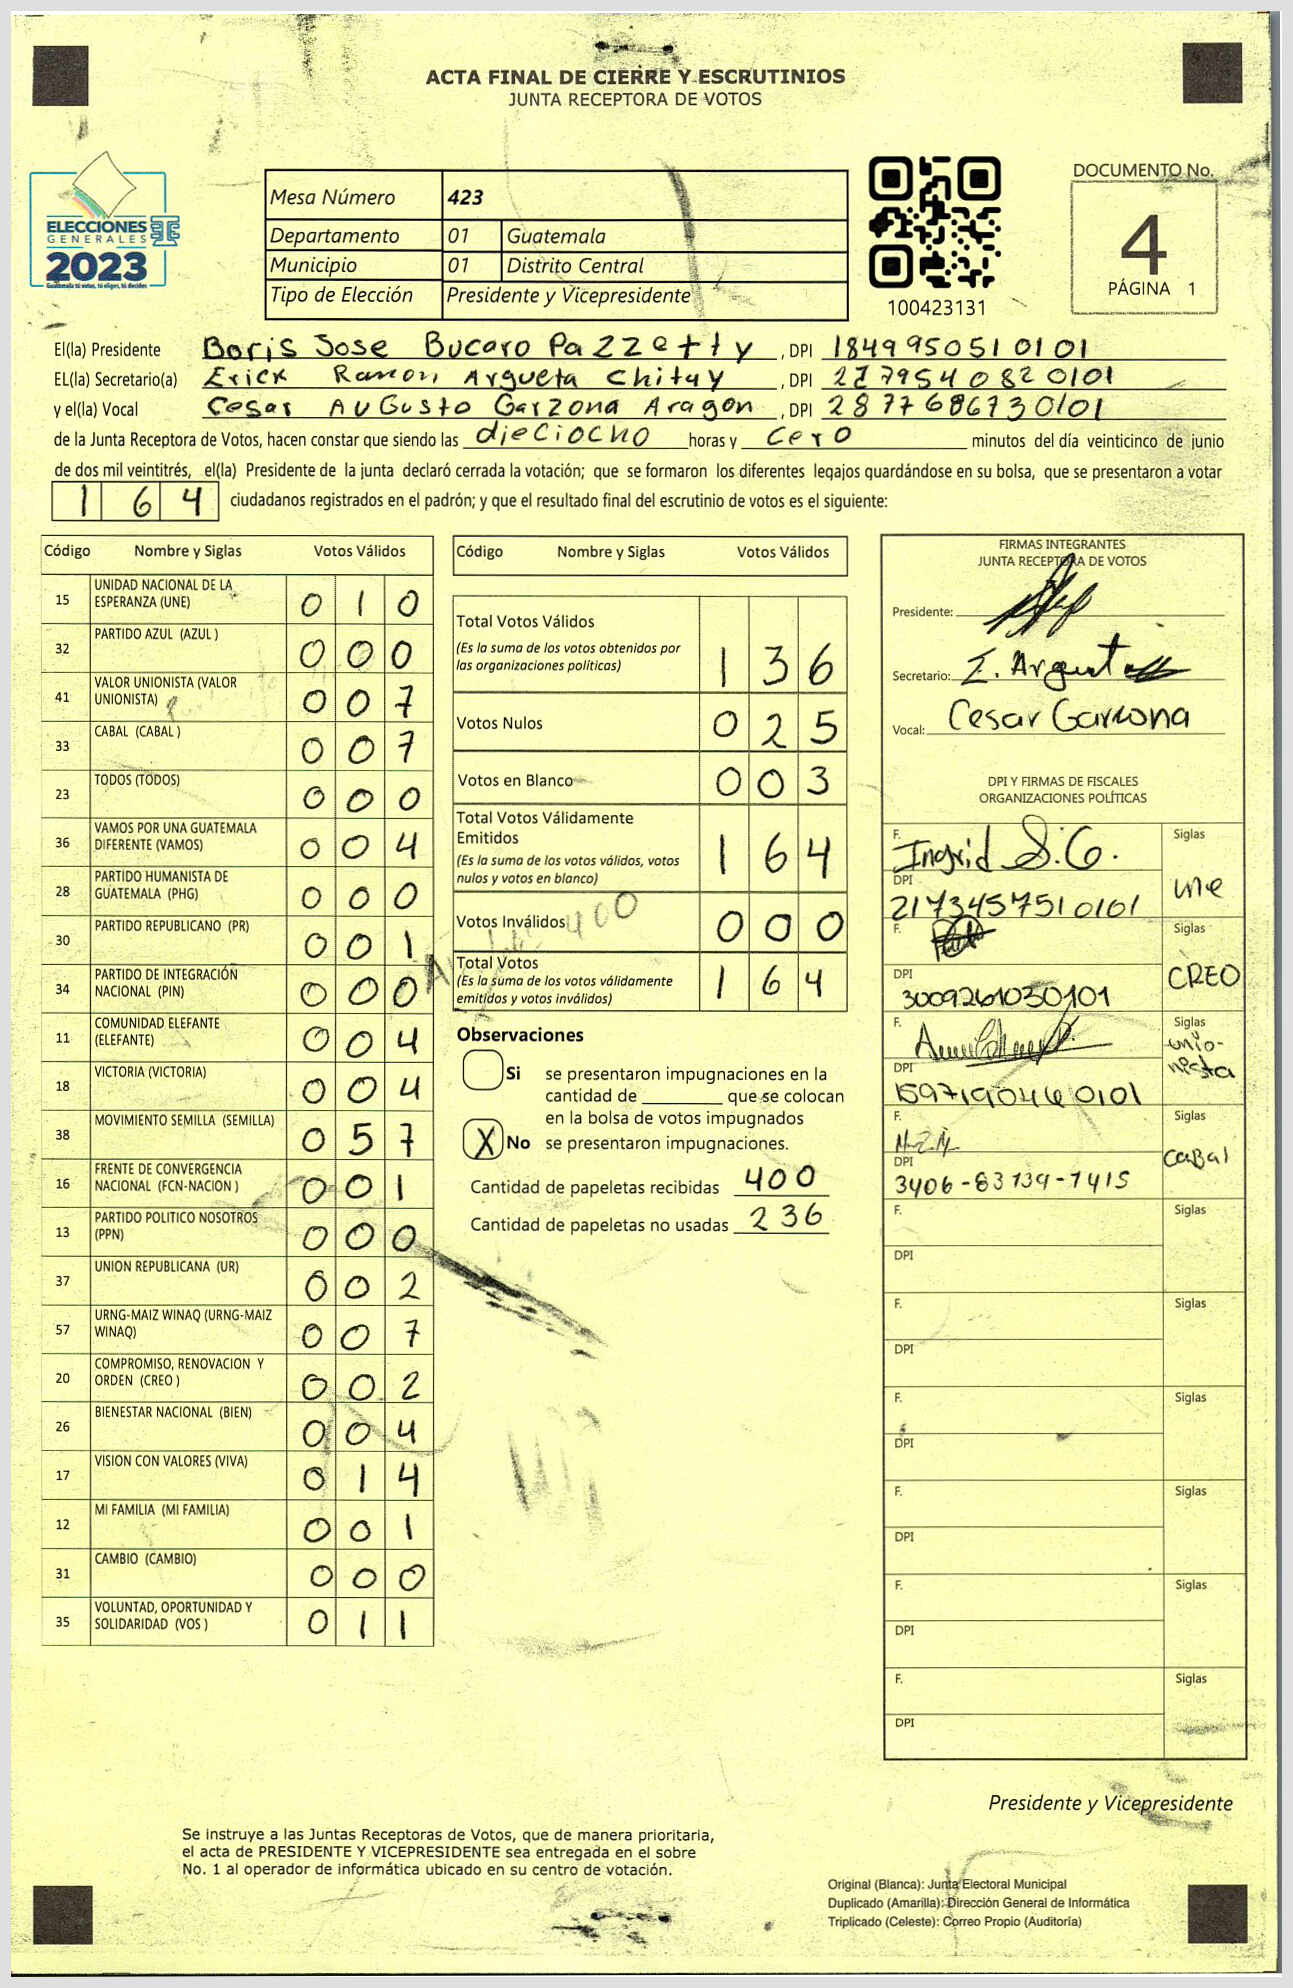 ACTA FINAL DE CIERRE Y ESCRUTINIOS
JUNTA RECEPTORA DE VOTOS
ELECCIONES
GENERALES
2023
Guatemala tú votas, tú eliges, tú decides
Mesa Número 423
Departamento 01 Guatemala
Municipio 01 Distrito Central
Tipo de Elección Presidente y Vicepresidente
100423131
DOCUMENTO No.
4
PÁGINA 1
El(la) Presidente Boris Jose Bucaro Pazzetty , DPI 1849950510101
EL(la) Secretario(a) Erick Ramon Argueta Chitay , DPI 2779540820101
y el(la) Vocal Cesar AuGusto Garzona Aragon , DPI 2877686730101
de la Junta Receptora de Votos, hacen constar que siendo las dieciocho horas y cero minutos del día veinticinco de junio
de dos mil veintitrés, el(la) Presidente de la junta declaró cerrada la votación; que se formaron los diferentes legajos guardándose en su bolsa, que se presentaron a votar
1 6 4 ciudadanos registrados en el padrón; y que el resultado final del escrutinio de votos es el siguiente:
Código Nombre y Siglas Votos Válidos
15 UNIDAD NACIONAL DE LA ESPERANZA (UNE) 0 1 0
32 PARTIDO AZUL (AZUL ) 0 0 0
41 VALOR UNIONISTA (VALOR UNIONISTA) 0 0 7
33 CABAL (CABAL ) 0 0 7
23 TODOS (TODOS) 0 0 0
36 VAMOS POR UNA GUATEMALA DIFERENTE (VAMOS) 0 0 4
28 PARTIDO HUMANISTA DE GUATEMALA (PHG) 0 0 0
30 PARTIDO REPUBLICANO (PR) 0 0 1
34 PARTIDO DE INTEGRACIÓN NACIONAL (PIN) 0 0 0
11 COMUNIDAD ELEFANTE (ELEFANTE) 0 0 4
18 VICTORIA (VICTORIA) 0 0 4
38 MOVIMIENTO SEMILLA (SEMILLA) 0 5 7
16 FRENTE DE CONVERGENCIA NACIONAL (FCN-NACION ) 0 0 1
13 PARTIDO POLITICO NOSOTROS (PPN) 0 0 0
37 UNION REPUBLICANA (UR) 0 0 2
57 URNG-MAIZ WINAQ (URNG-MAIZ WINAQ) 0 0 7
20 COMPROMISO, RENOVACION Y ORDEN (CREO ) 0 0 2
26 BIENESTAR NACIONAL (BIEN) 0 0 4
17 VISION CON VALORES (VIVA) 0 1 4
12 MI FAMILIA (MI FAMILIA) 0 0 1
31 CAMBIO (CAMBIO) 0 0 0
35 VOLUNTAD, OPORTUNIDAD Y SOLIDARIDAD (VOS ) 0 1 1
Código Nombre y Siglas Votos Válidos
Total Votos Válidos 1 3 6
(Es la suma de los votos obtenidos por
las organizaciones políticas)
Votos Nulos 0 2 5
Votos en Blanco 0 0 3
Total Votos Válidamente
Emitidos 1 6 4
(Es la suma de los votos válidos, votos
nulos y votos en blanco)
Votos Inválidos 0 0 0
400
Total Votos 1 6 4
(Es la suma de los votos válidamente
emitidos y votos inválidos)
Observaciones
Si se presentaron impugnaciones en la
cantidad de ________ que se colocan
en la bolsa de votos impugnados
X No se presentaron impugnaciones.
Cantidad de papeletas recibidas 400
Cantidad de papeletas no usadas 236
FIRMAS INTEGRANTES
JUNTA RECEPTORA DE VOTOS
Presidente:
Secretario: E. Argueta
Vocal: Cesar Garzona
DPI Y FIRMAS DE FISCALES
ORGANIZACIONES POLÍTICAS
F. Ingrid S.G. Siglas
DPI une
2173457510101
F. Siglas
DPI CREO
3009261030101
F. Siglas
DPI unio-
nista
1597190460101
F. Siglas
DPI CABAl
3406-83739-7415
F. Siglas
DPI
F. Siglas
DPI
F. Siglas
DPI
F. Siglas
DPI
F. Siglas
DPI
F. Siglas
DPI
Presidente y Vicepresidente
Se instruye a las Juntas Receptoras de Votos, que de manera prioritaria,
el acta de PRESIDENTE Y VICEPRESIDENTE sea entregada en el sobre
No. 1 al operador de informática ubicado en su centro de votación.
Original (Blanca): Junta Electoral Municipal
Duplicado (Amarilla): Dirección General de Informática
Triplicado (Celeste): Correo Propio (Auditoría)